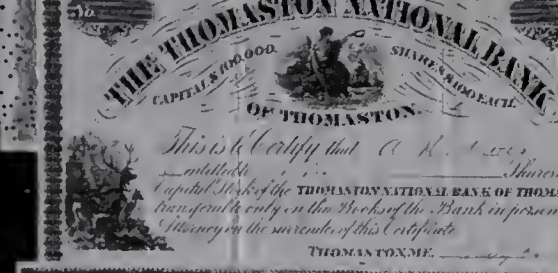 No.
THE THOMASTON NATIONAL BANK
CAPITAL $100,000. SHARES $100 EACH.
OF THOMASTON
This is to Certify that A
entitled Shares
Capital Stock of the THOMASTON NATIONAL BANK OF THOM
transferable only on the Books of the Bank in person
Attorney on the surrender of this Certificate
THOMASTON, ME.